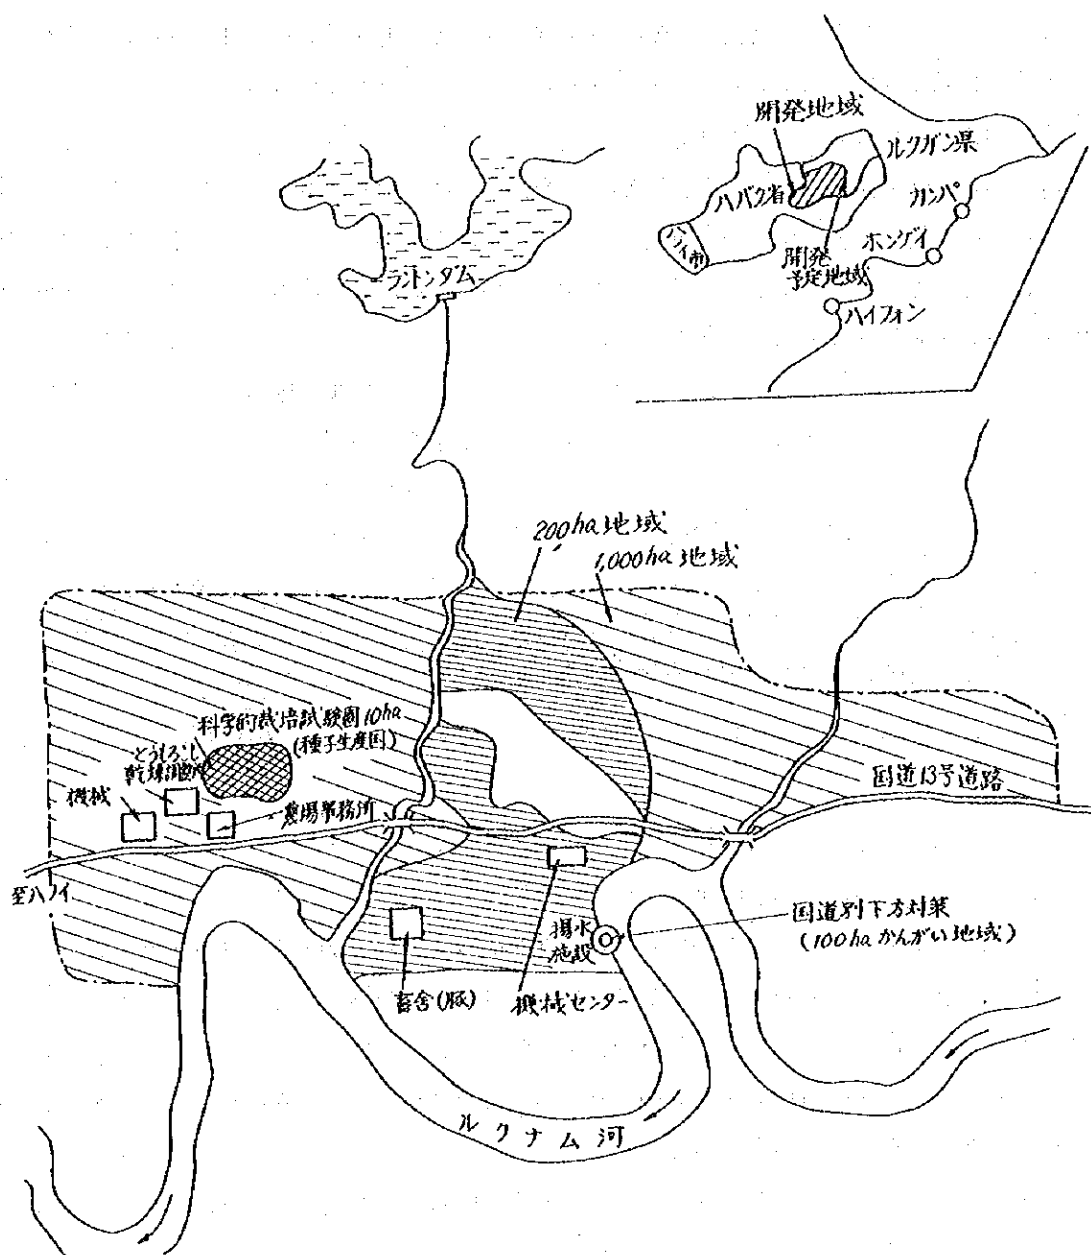 開発地域
ルクガン県
ハバク省
カンパ
ハノイ市
ホンゲイ
開発
予定地域
ハイフォン
ラントンダム
200ha地域
1,000ha地域
科学的栽培試験圃10ha
(種子生産圃)
とうもろこし
機械
農場事務所
国道13号道路
至ハノイ
揚水
施設
国道別下方対策
(100haかんがい地域)
畜舎(豚)
機械センター
ルクナム河